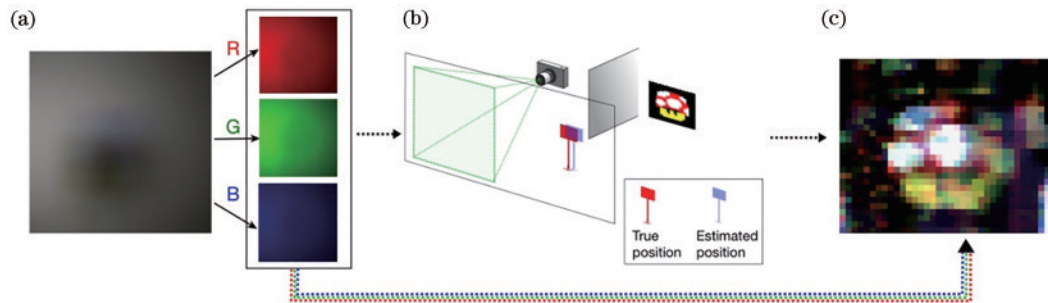 (a)
R
G
B
(b)
True
position
Estimated
position
(c)